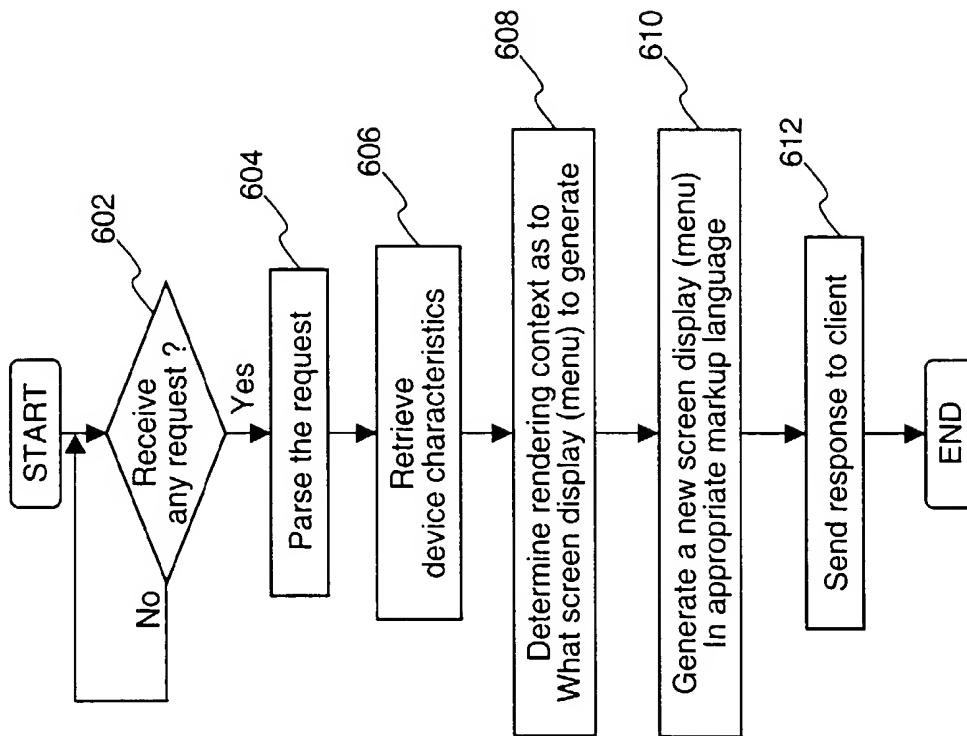 START
602
Receive
any request ?
No
Yes
604
Parse the request
606
Retrieve
device characteristics
608
Determine rendering context as to
What screen display (menu) to generate
610
Generate a new screen display (menu)
In appropriate markup language
612
Send response to client
END